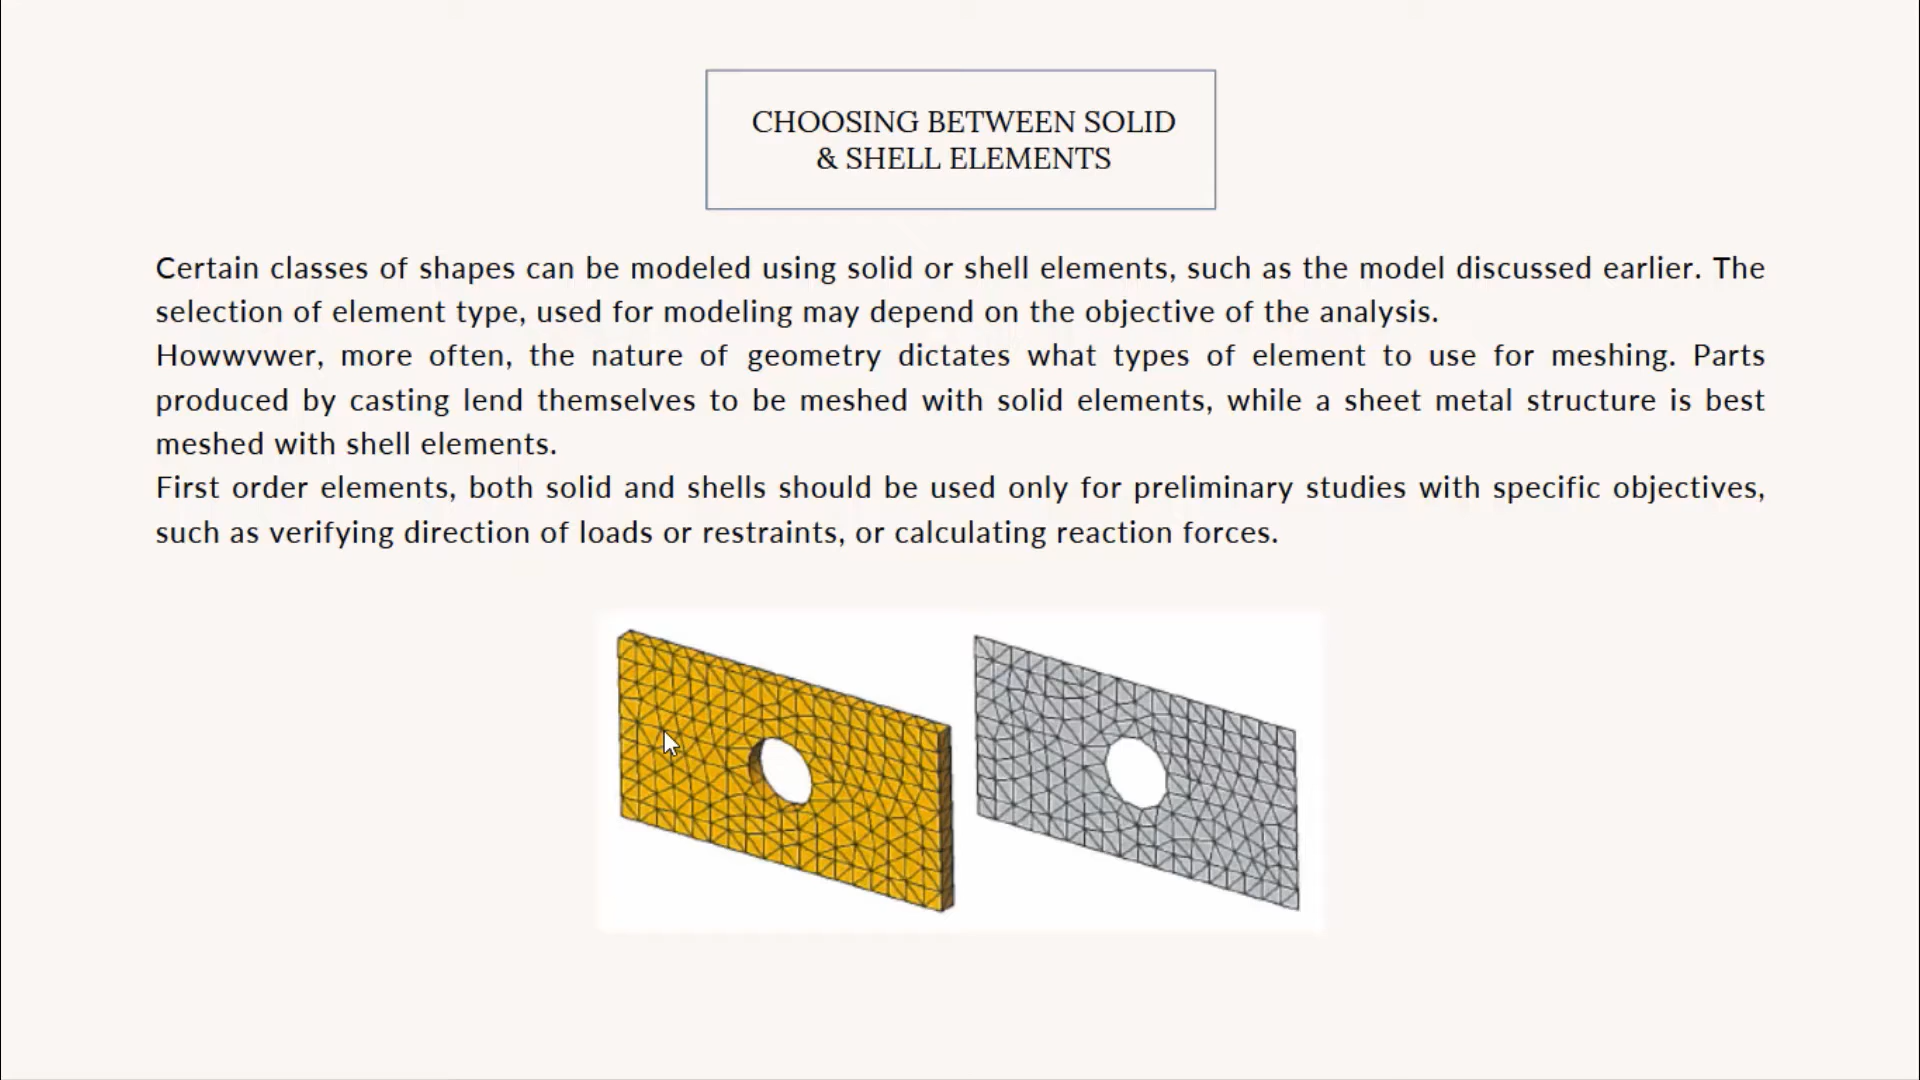 CHOOSING BETWEEN SOLID
& SHELL ELEMENTS
Certain classes of shapes can be modeled using solid or shell elements, such as the model discussed earlier. The
selection of element type, used for modeling may depend on the objective of the analysis.
Howwvwer, more often, the nature of geometry dictates what types of element to use for meshing. Parts
produced by casting lend themselves to be meshed with solid elements, while a sheet metal structure is best
meshed with shell elements.
First order elements, both solid and shells should be used only for preliminary studies with specific objectives,
such as verifying direction of loads or restraints, or calculating reaction forces.